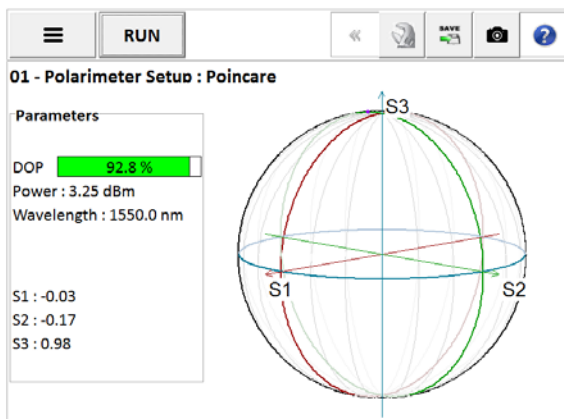 RUN
SAVE
?
01 - Polarimeter Setup : Poincare
Parameters
DOP 92.8 %
Power : 3.25 dBm
Wavelength : 1550.0 nm
S1 : -0.03
S2 : -0.17
S3 : 0.98
S3
S1
S2